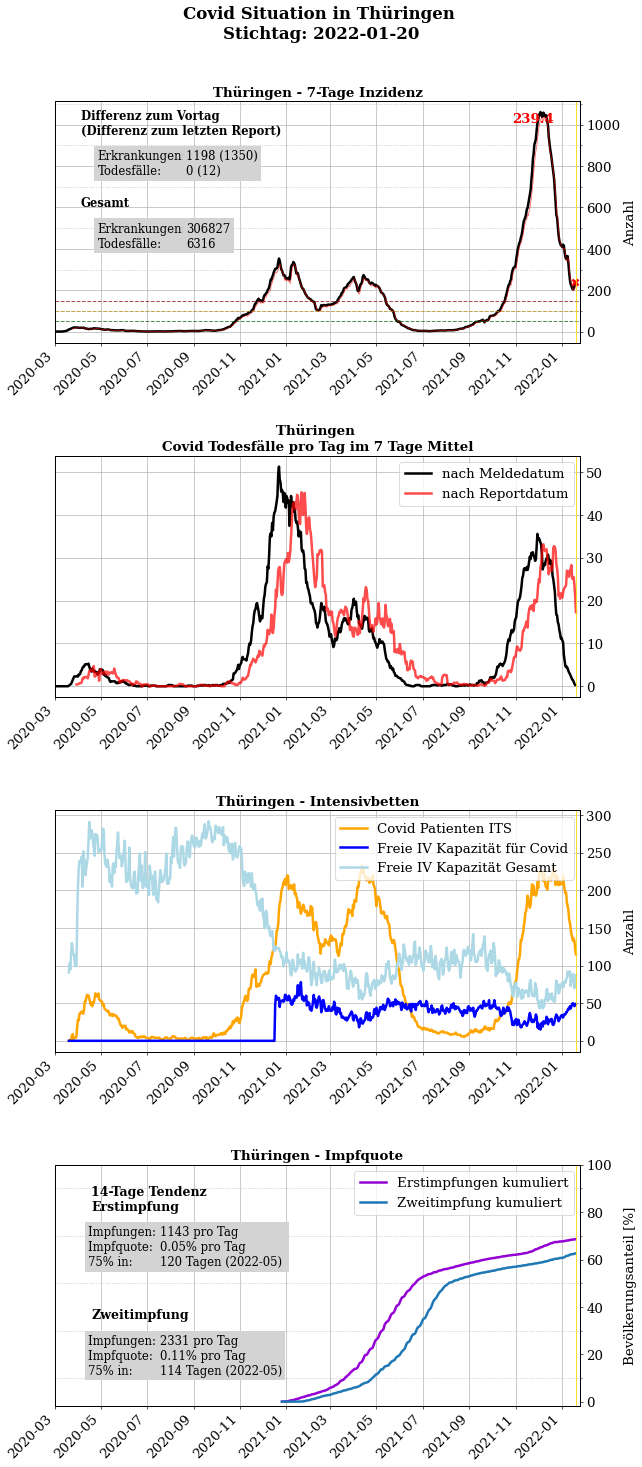 Covid Situation in Thüringen
Stichtag: 2022-01-20
Thüringen - 7-Tage Inzidenz
Differenz zum Vortag
(Differenz zum letzten Report)
Erkrankungen 1198 (1350)
Todesfälle: 0 (12)
Gesamt
Erkrankungen 306827
Todesfälle: 6316
239.4
1000
800
600
400
200
0
Anzahl
2020-03
2020-05
2020-07
2020-09
2020-11
2021-01
2021-03
2021-05
2021-07
2021-09
2021-11
2022-01
Thüringen
Covid Todesfälle pro Tag im 7 Tage Mittel
nach Meldedatum
nach Reportdatum
50
40
30
20
10
0
2020-03
2020-05
2020-07
2020-09
2020-11
2021-01
2021-03
2021-05
2021-07
2021-09
2021-11
2022-01
Thüringen - Intensivbetten
Covid Patienten ITS
Freie IV Kapazität für Covid
Freie IV Kapazität Gesamt
300
250
200
150
100
50
0
Anzahl
2020-03
2020-05
2020-07
2020-09
2020-11
2021-01
2021-03
2021-05
2021-07
2021-09
2021-11
2022-01
Thüringen - Impfquote
14-Tage Tendenz
Erstimpfung
Impfungen: 1143 pro Tag
Impfquote: 0.05% pro Tag
75% in: 120 Tagen (2022-05)
Zweitimpfung
Impfungen: 2331 pro Tag
Impfquote: 0.11% pro Tag
75% in: 114 Tagen (2022-05)
Erstimpfungen kumuliert
Zweitimpfung kumuliert
100
80
60
40
20
0
Bevölkerungsanteil [%]
2020-03
2020-05
2020-07
2020-09
2020-11
2021-01
2021-03
2021-05
2021-07
2021-09
2021-11
2022-01